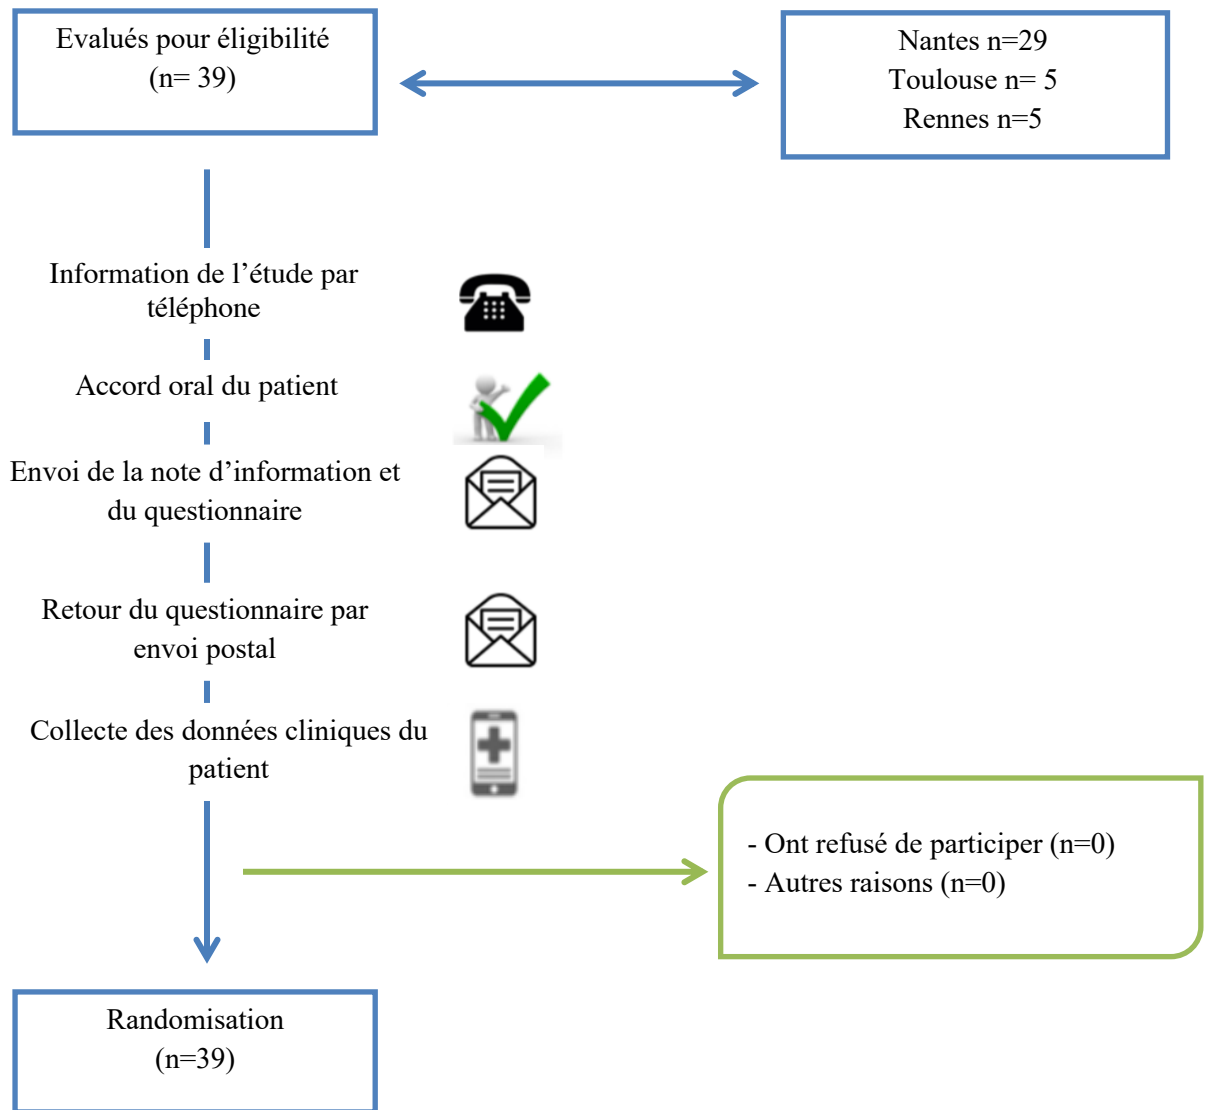 Evalués pour éligibilité
(n= 39)
Nantes n=29
Toulouse n= 5
Rennes n=5
Information de l’étude par
téléphone
Accord oral du patient
Envoi de la note d’information et
du questionnaire
Retour du questionnaire par
envoi postal
Collecte des données cliniques du
patient
- Ont refusé de participer (n=0)
- Autres raisons (n=0)
Randomisation
(n=39)